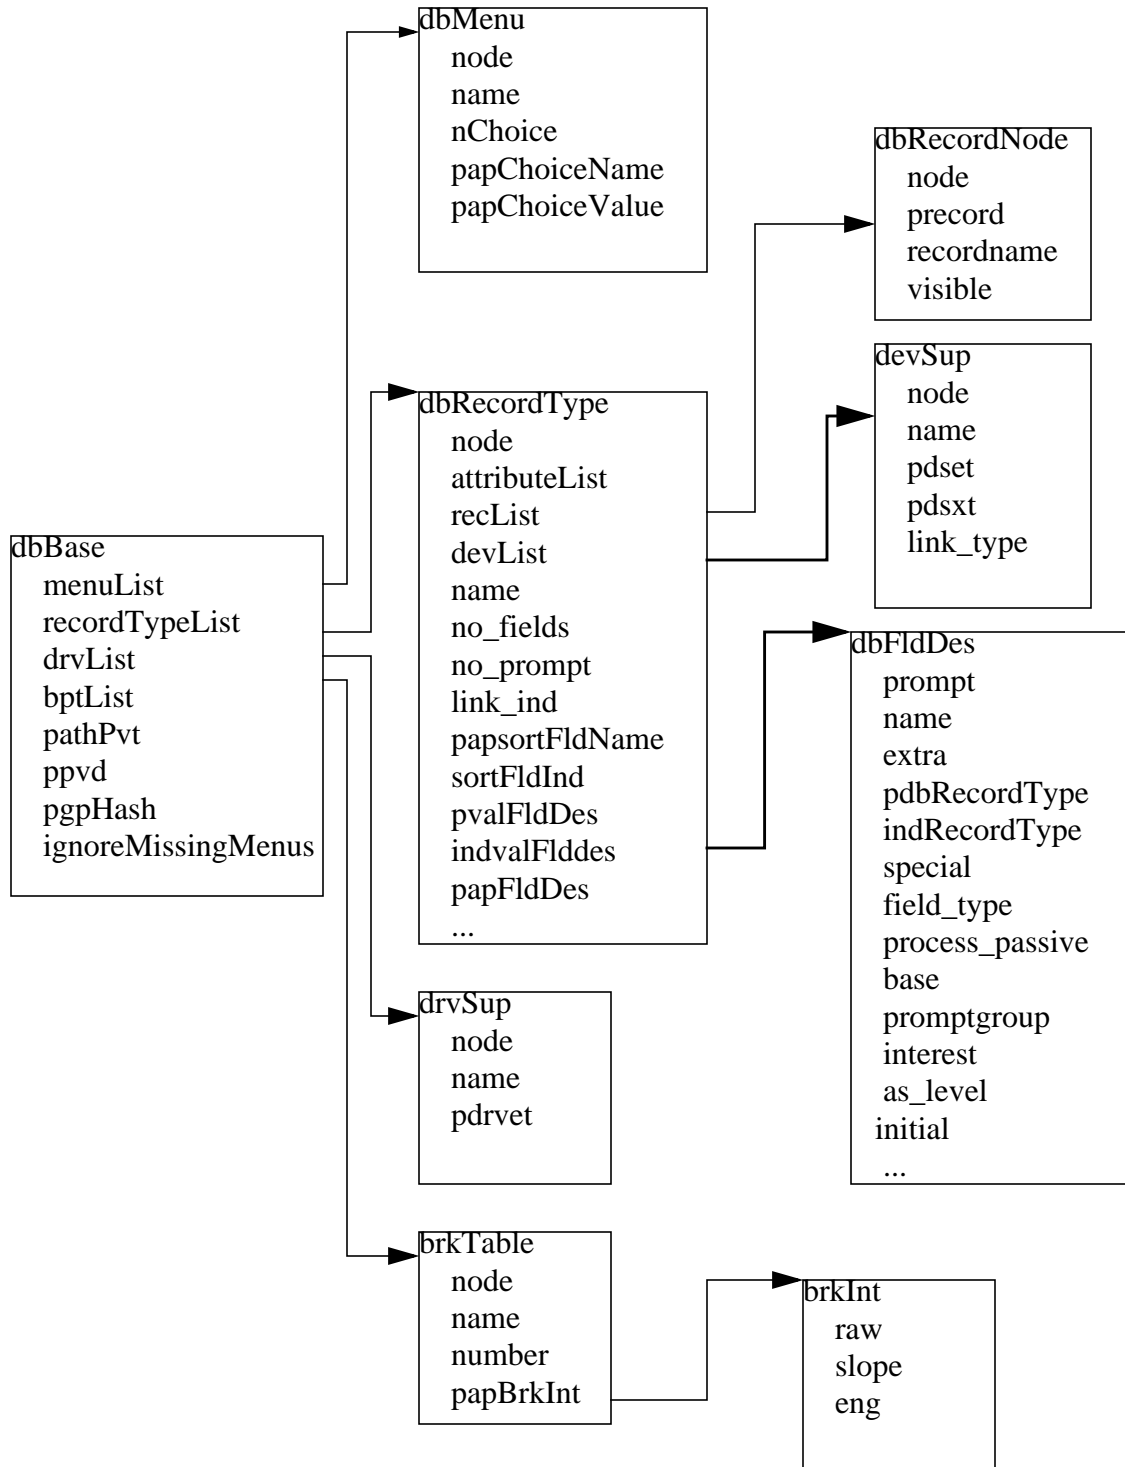 dbMenu
node
name
nChoice
papChoiceName
papChoiceValue
dbRecordNode
node
precord
recordname
visible
devSup
node
name
pdset
pdsxt
link_type
dbRecordType
node
attributeList
recList
devList
name
no_fields
no_prompt
link_ind
papsortFldName
sortFldInd
pvalFldDes
indvalFlddes
papFldDes
...
dbBase
menuList
recordTypeList
drvList
bptList
pathPvt
ppvd
pgpHash
ignoreMissingMenus
dbFldDes
prompt
name
extra
pdbRecordType
indRecordType
special
field_type
process_passive
base
promptgroup
interest
as_level
initial
...
drvSup
node
name
pdrvet
brkTable
node
name
number
papBrkInt
brkInt
raw
slope
eng